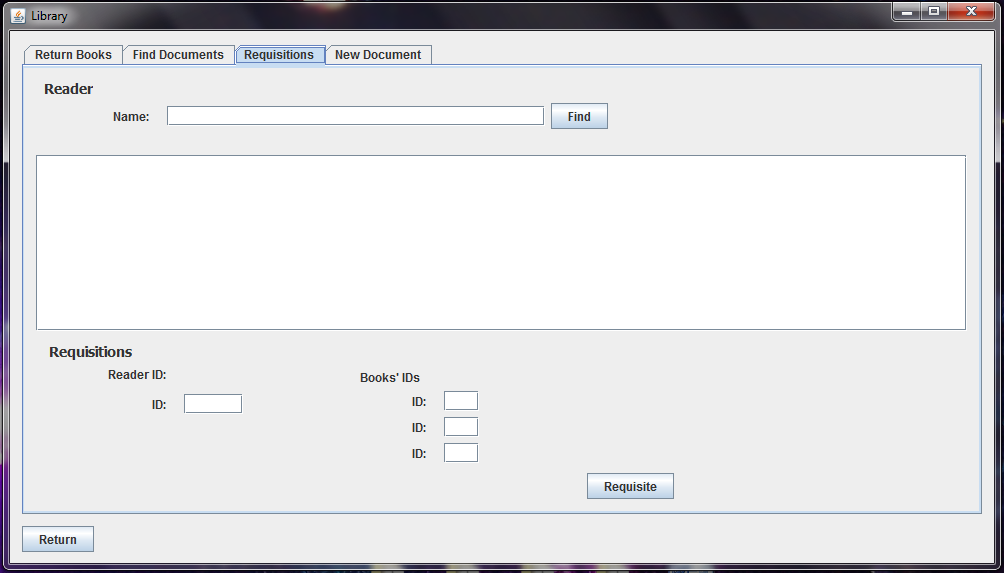 Library
Return Books Find Documents Requisitions New Document
Reader
Name: Find
Requisitions
Reader ID: Books' IDs
ID: ID:
ID:
ID:
Requisite
Return